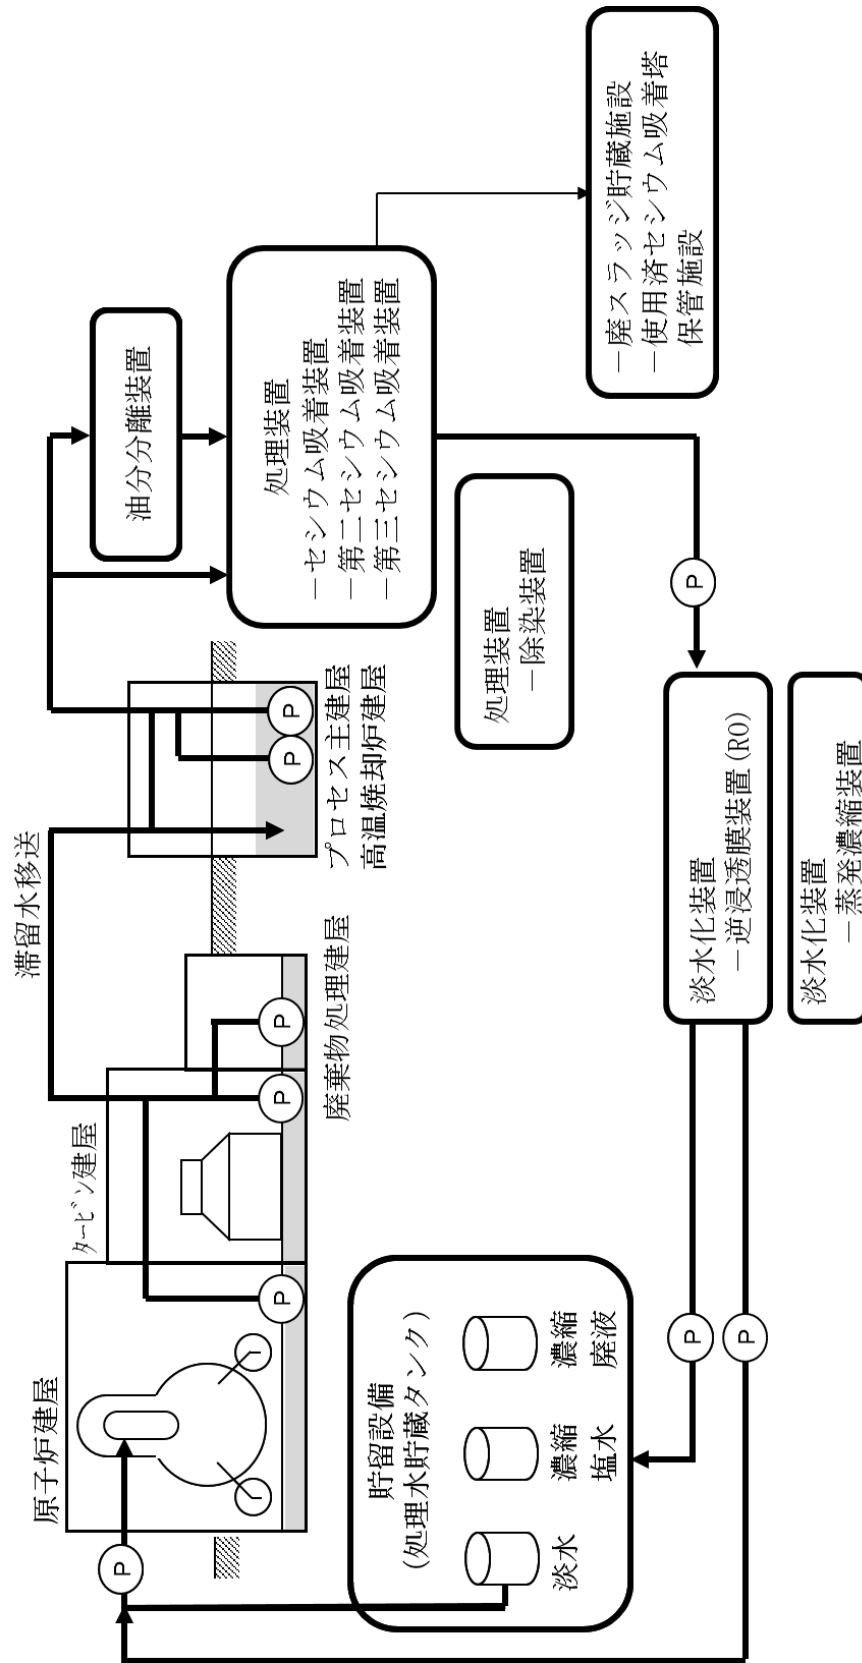 原子炉建屋
ﾀｰﾋﾞﾝ建屋
滞留水移送
P
P
P
P
P
P
廃棄物処理建屋
プロセス主建屋
高温焼却炉建屋
油分分離装置
処理装置
－セシウム吸着装置
－第二セシウム吸着装置
－第三セシウム吸着装置
処理装置
－除染装置
－廃スラッジ貯蔵施設
－使用済セシウム吸着塔
保管施設
貯留設備
(処理水貯蔵タンク)
淡水
濃縮
塩水
濃縮
廃液
P
P
P
淡水化装置
－逆浸透膜装置(RO)
淡水化装置
－蒸発濃縮装置